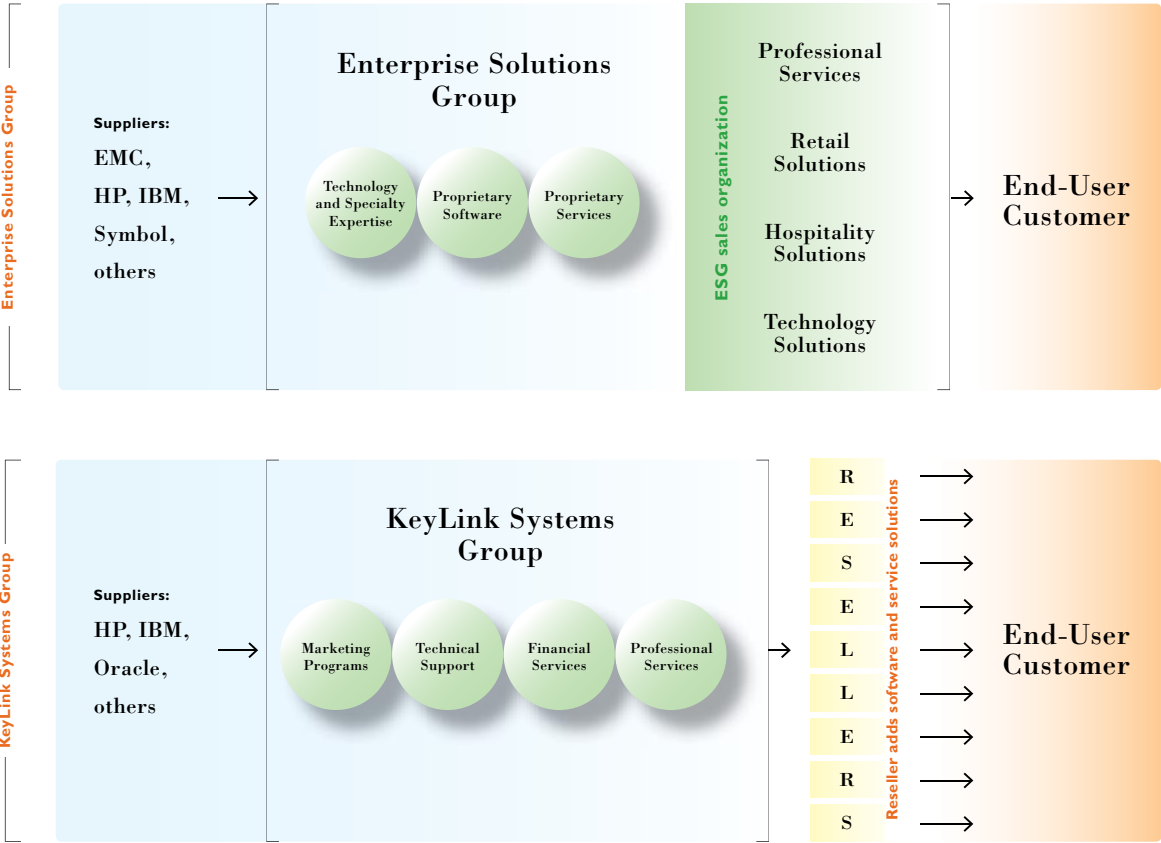 Enterprise Solutions Group
Suppliers:
EMC,
HP, IBM,
Symbol,
others
Enterprise Solutions
Group
Technology
and Specialty
Expertise
Proprietary
Software
Proprietary
Services
ESG sales organization
Professional
Services
Retail
Solutions
Hospitality
Solutions
Technology
Solutions
End-User
Customer
KeyLink Systems Group
Suppliers:
HP, IBM,
Oracle,
others
KeyLink Systems
Group
Marketing
Programs
Technical
Support
Financial
Services
Professional
Services
R
E
S
E
L
L
E
R
S
Reseller adds software and service solutions
End-User
Customer